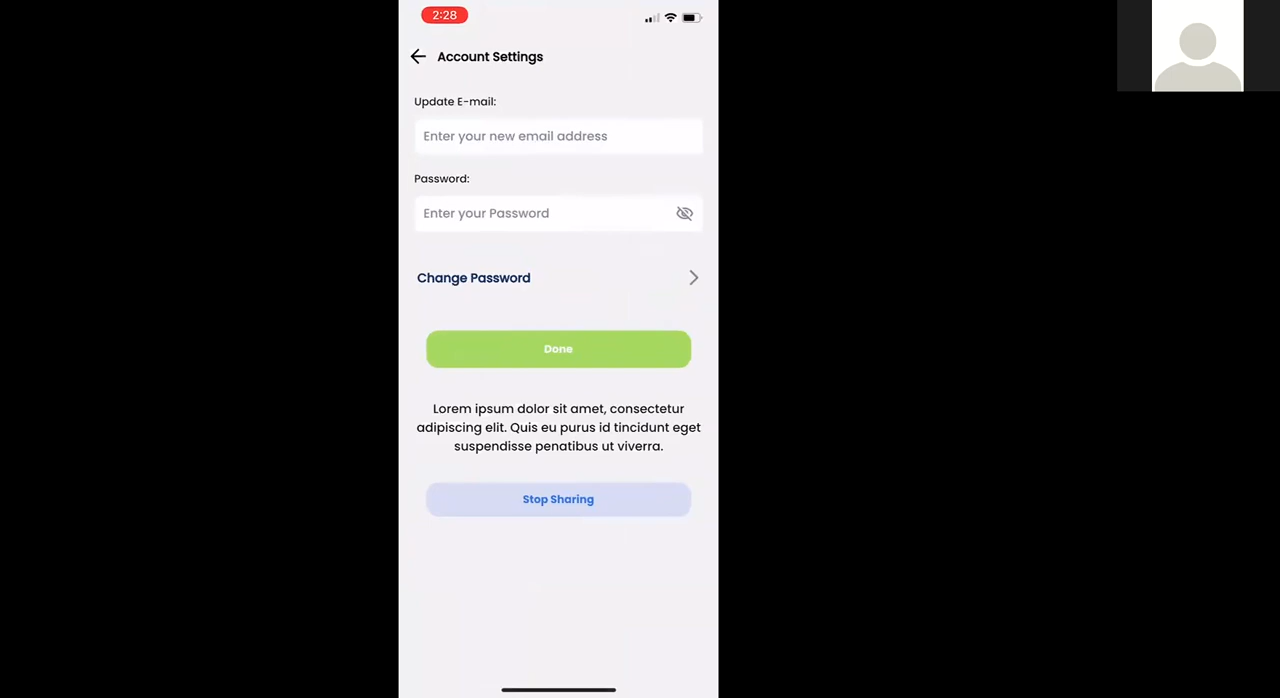 2:28
Account Settings
Update E-mail:
Enter your new email address
Password:
Enter your Password
Change Password
Done
Lorem ipsum dolor sit amet, consectetur
adipiscing elit. Quis eu purus id tincidunt eget
suspendisse penatibus ut viverra.
Stop Sharing